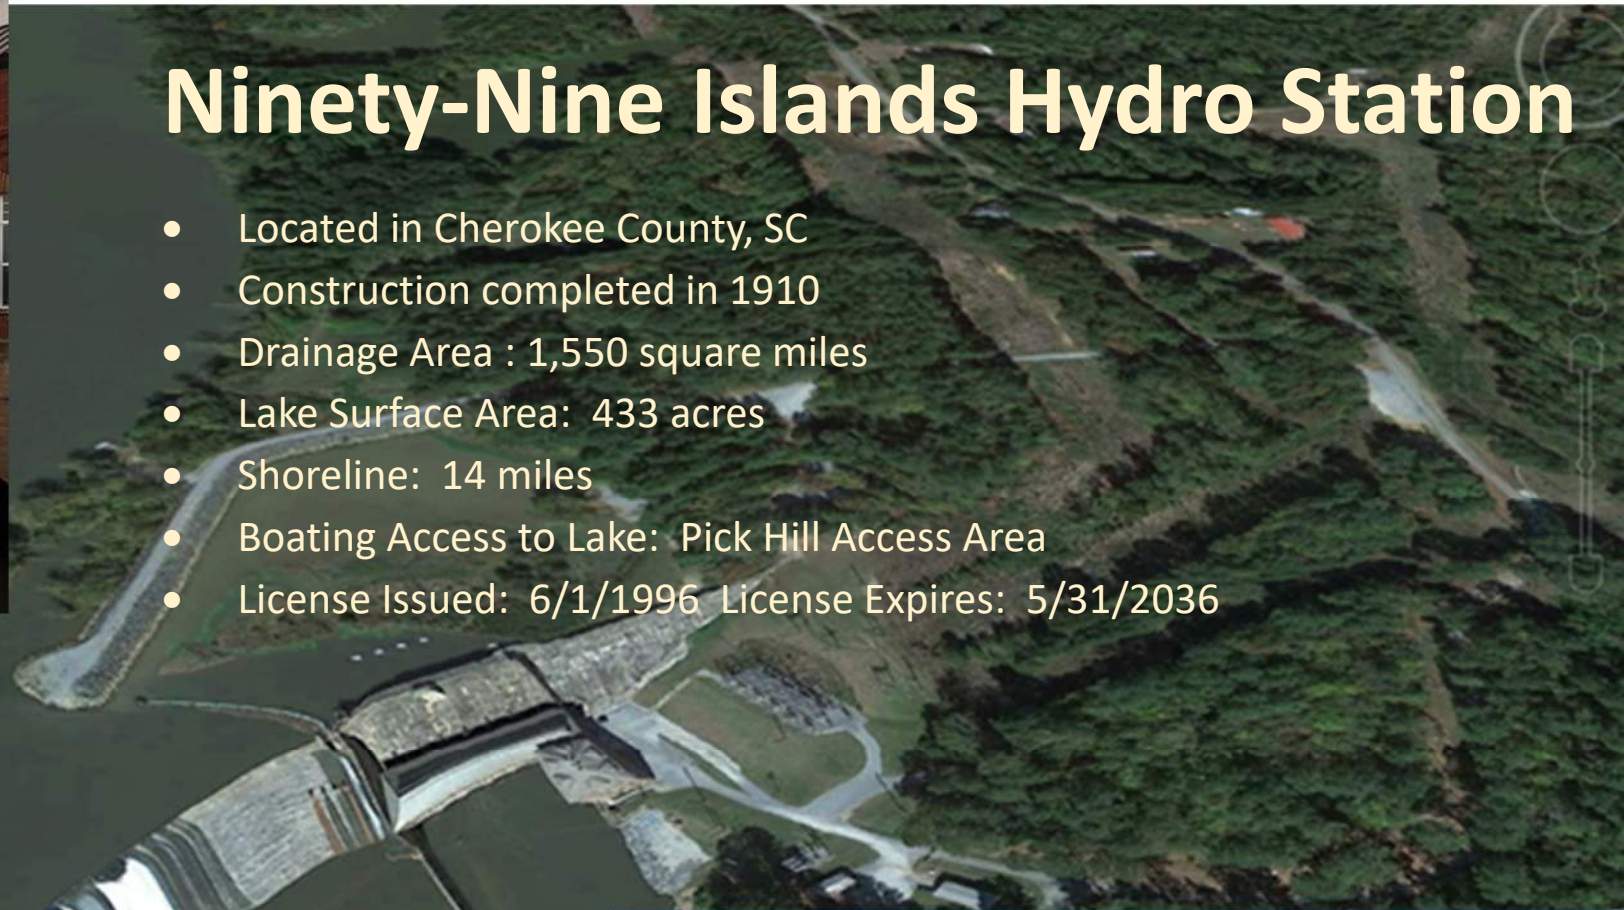 Ninety-Nine Islands Hydro Station
• Located in Cherokee County, SC
• Construction completed in 1910
• Drainage Area : 1,550 square miles
• Lake Surface Area:  433 acres
• Shoreline:  14 miles
• Boating Access to Lake:  Pick Hill Access Area
• License Issued:  6/1/1996  License Expires:  5/31/2036